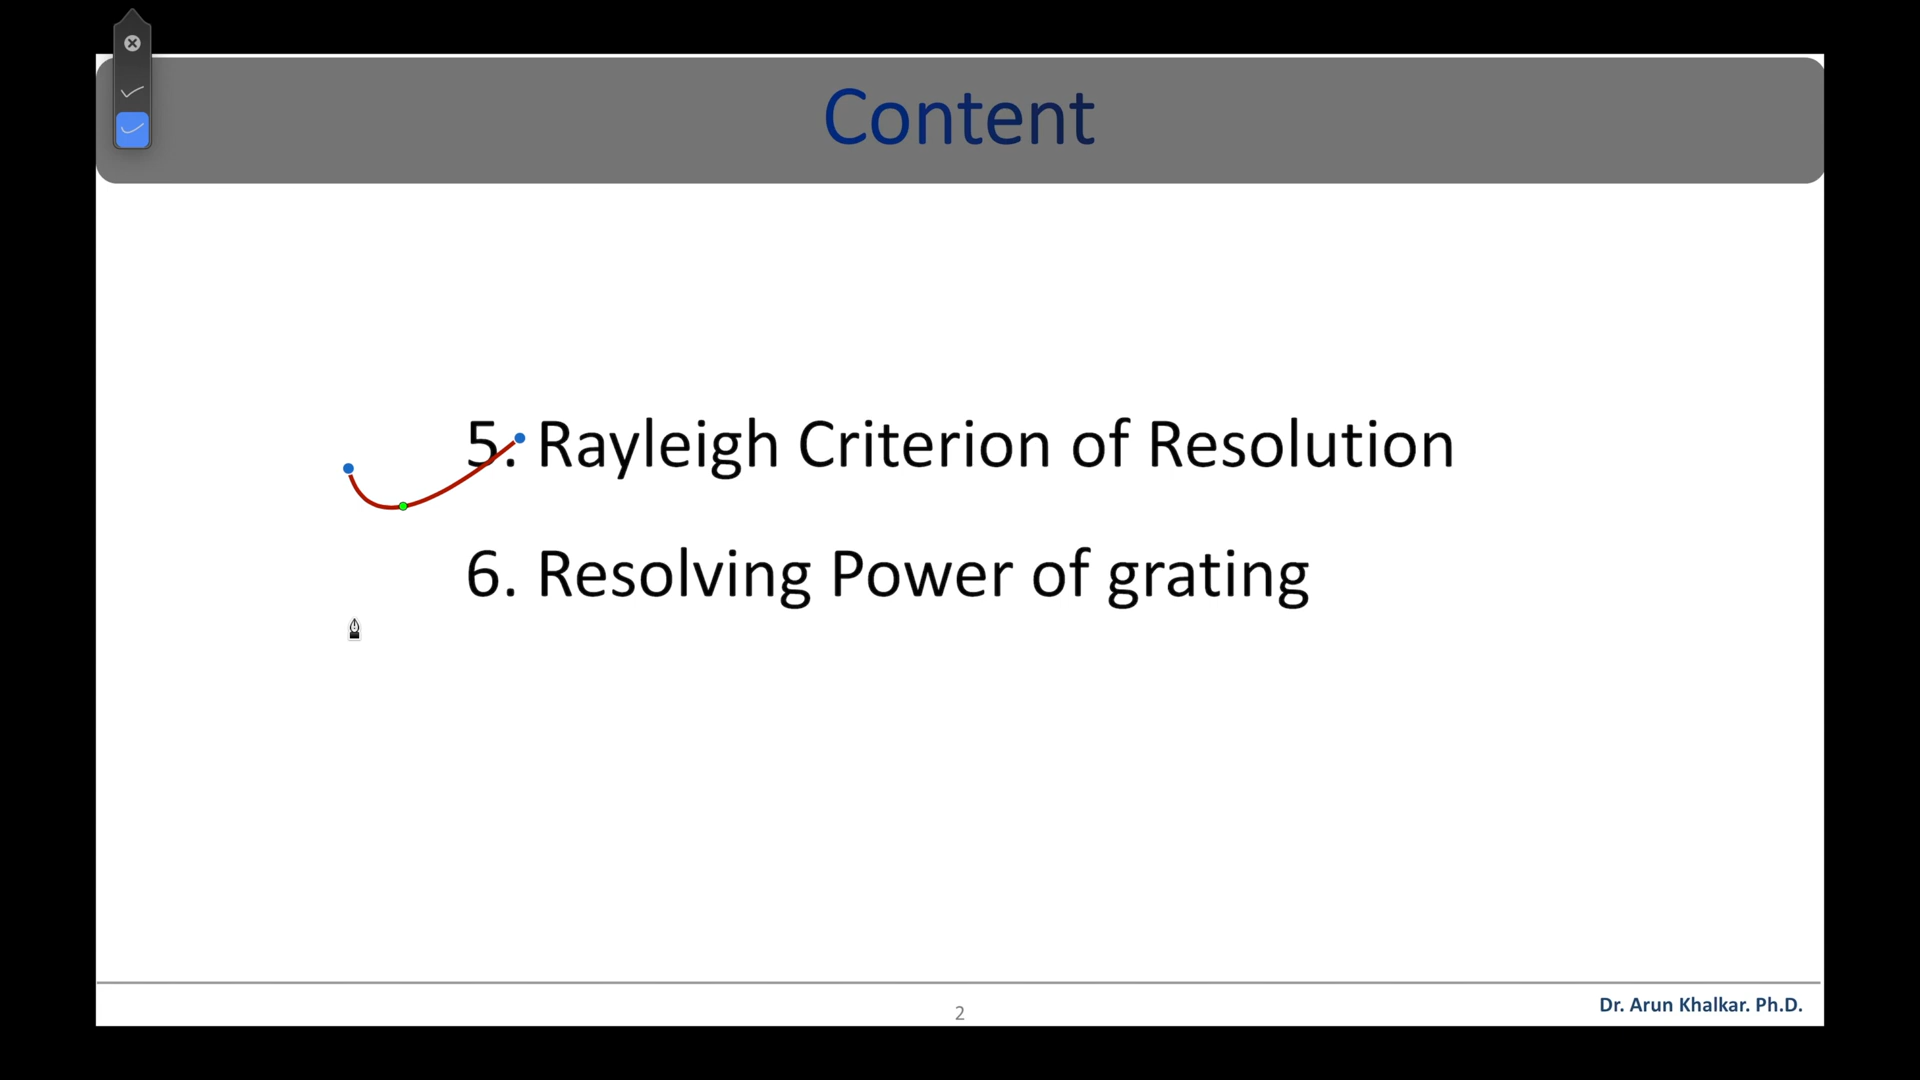 Content
5. Rayleigh Criterion of Resolution
6. Resolving Power of grating
2
Dr. Arun Khalkar. Ph.D.